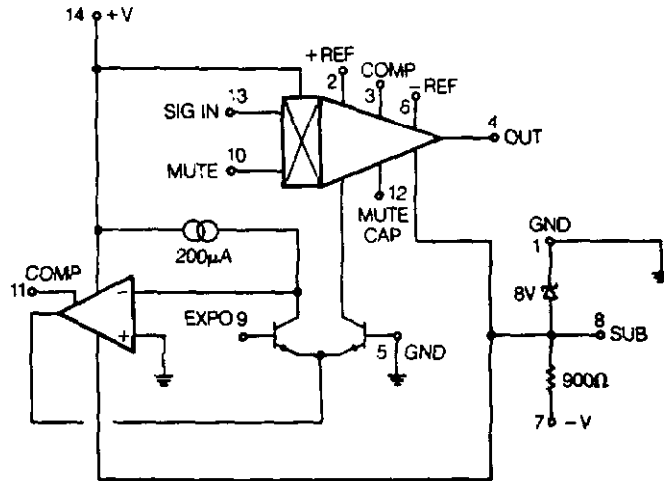 14 +V
+REF
2
COMP
3
–REF
6
13
SIG IN
4
OUT
10
MUTE
12
MUTE
CAP
GND
1
200µA
COMP
11
–
+
8V
EXPO 9
5
GND
8
SUB
900Ω
7 –V